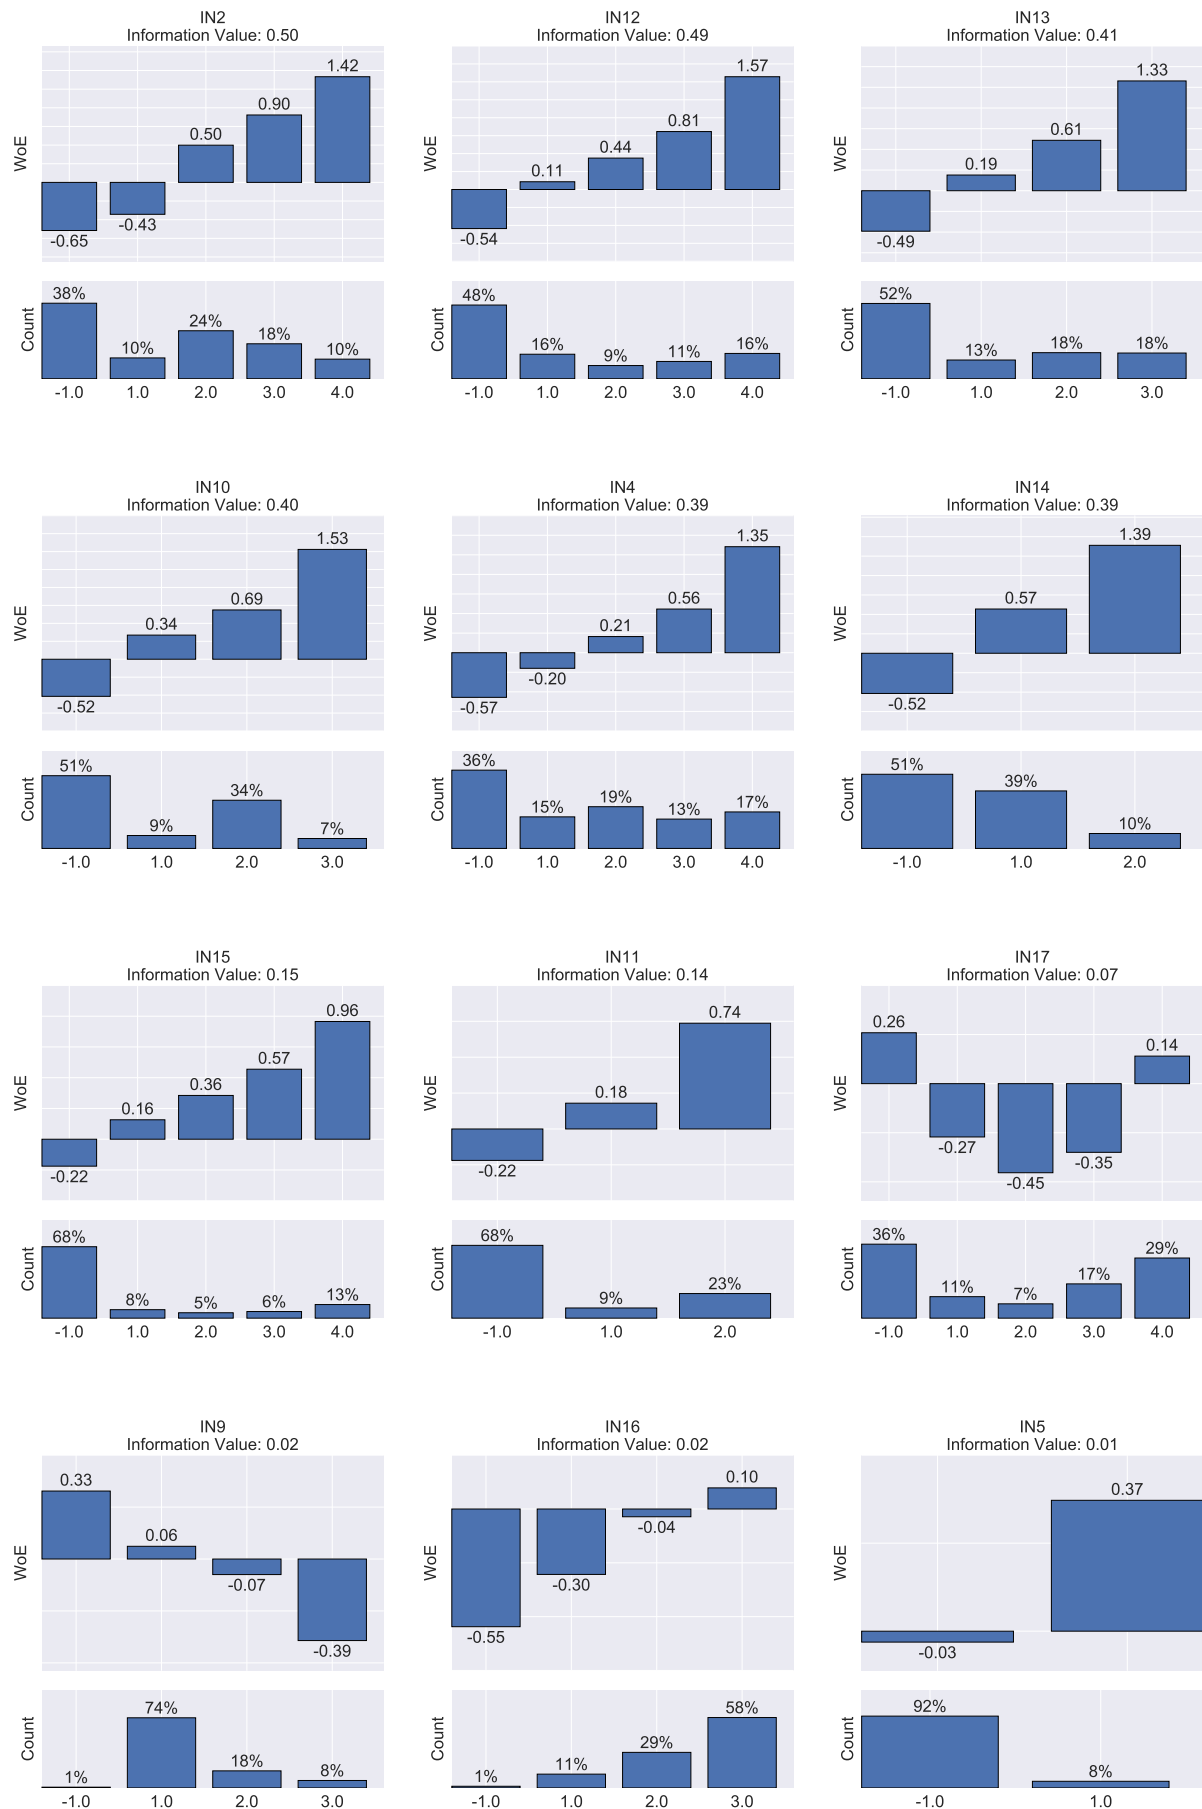 IN2
Information Value: 0.50
WoE
-0.65
-0.43
0.50
0.90
1.42
Count
38%
10%
24%
18%
10%
-1.0 1.0 2.0 3.0 4.0
IN12
Information Value: 0.49
WoE
-0.54
0.11
0.44
0.81
1.57
Count
48%
16%
9%
11%
16%
-1.0 1.0 2.0 3.0 4.0
IN13
Information Value: 0.41
WoE
-0.49
0.19
0.61
1.33
Count
52%
13%
18%
18%
-1.0 1.0 2.0 3.0
IN10
Information Value: 0.40
WoE
-0.52
0.34
0.69
1.53
Count
51%
9%
34%
7%
-1.0 1.0 2.0 3.0
IN4
Information Value: 0.39
WoE
-0.57
-0.20
0.21
0.56
1.35
Count
36%
15%
19%
13%
17%
-1.0 1.0 2.0 3.0 4.0
IN14
Information Value: 0.39
WoE
-0.52
0.57
1.39
Count
51%
39%
10%
-1.0 1.0 2.0
IN15
Information Value: 0.15
WoE
-0.22
0.16
0.36
0.57
0.96
Count
68%
8%
5%
6%
13%
-1.0 1.0 2.0 3.0 4.0
IN11
Information Value: 0.14
WoE
-0.22
0.18
0.74
Count
68%
9%
23%
-1.0 1.0 2.0
IN17
Information Value: 0.07
WoE
0.26
-0.27
-0.45
-0.35
0.14
Count
36%
11%
7%
17%
29%
-1.0 1.0 2.0 3.0 4.0
IN9
Information Value: 0.02
WoE
0.33
0.06
-0.07
-0.39
Count
1%
74%
18%
8%
-1.0 1.0 2.0 3.0
IN16
Information Value: 0.02
WoE
-0.55
-0.30
-0.04
0.10
Count
1%
11%
29%
58%
-1.0 1.0 2.0 3.0
IN5
Information Value: 0.01
WoE
-0.03
0.37
Count
92%
8%
-1.0 1.0